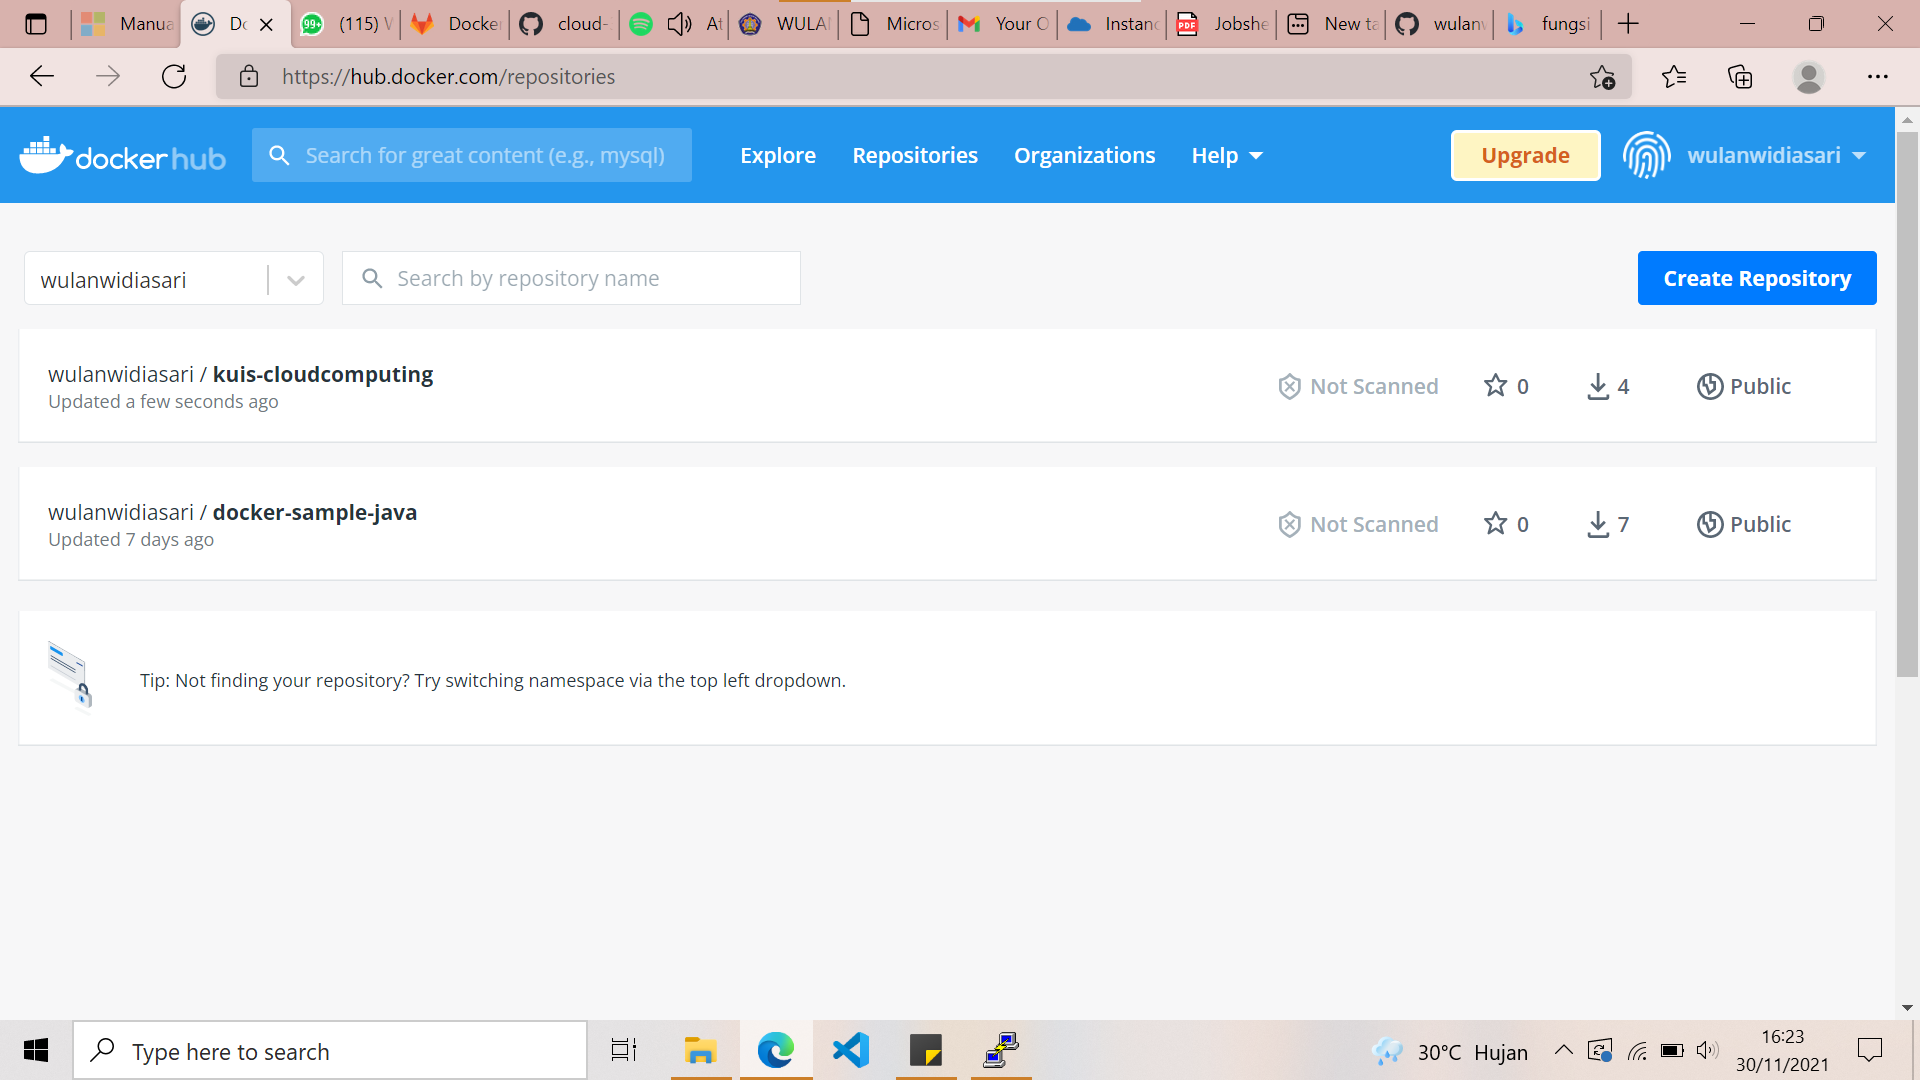 Manua
Do
99+
(115) W
Docker
cloud-
At
WULAN
Micros
Your O
Instanc
PDF
Jobshe
New ta
wulanw
fungsi
https://hub.docker.com/repositories
docker hub
Search for great content (e.g., mysql)
Explore
Repositories
Organizations
Help
Upgrade
wulanwidiasari
wulanwidiasari
Search by repository name
Create Repository
wulanwidiasari / kuis-cloudcomputing
Updated a few seconds ago
Not Scanned
0
4
Public
wulanwidiasari / docker-sample-java
Updated 7 days ago
Not Scanned
0
7
Public
Tip: Not finding your repository? Try switching namespace via the top left dropdown.
Type here to search
30°C Hujan
16:23
30/11/2021